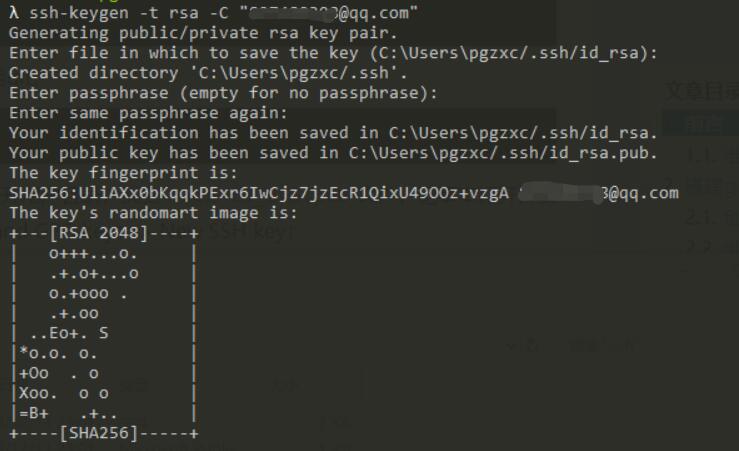 λ ssh-keygen -t rsa -C "@qq.com"
Generating public/private rsa key pair.
Enter file in which to save the key (C:\Users\pgzxc/.ssh/id_rsa):
Created directory 'C:\Users\pgzxc/.ssh'.
Enter passphrase (empty for no passphrase):
Enter same passphrase again:
Your identification has been saved in C:\Users\pgzxc/.ssh/id_rsa.
Your public key has been saved in C:\Users\pgzxc/.ssh/id_rsa.pub.
The key fingerprint is:
SHA256:UliAXx0bKqqkPExr6IwCjz7jzEcR1QixU49OOz+vzgA 3@qq.com
The key's randomart image is:
+---[RSA 2048]----+
|   o+++...o.     |
|   .+.o+...o     |
|   o.+ooo .      |
|   .+.oo         |
| ..Eo+. S        |
|*o.o. o.         |
|+Oo  . o         |
|Xoo.  o o        |
|=B+   .+..       |
+----[SHA256]-----+